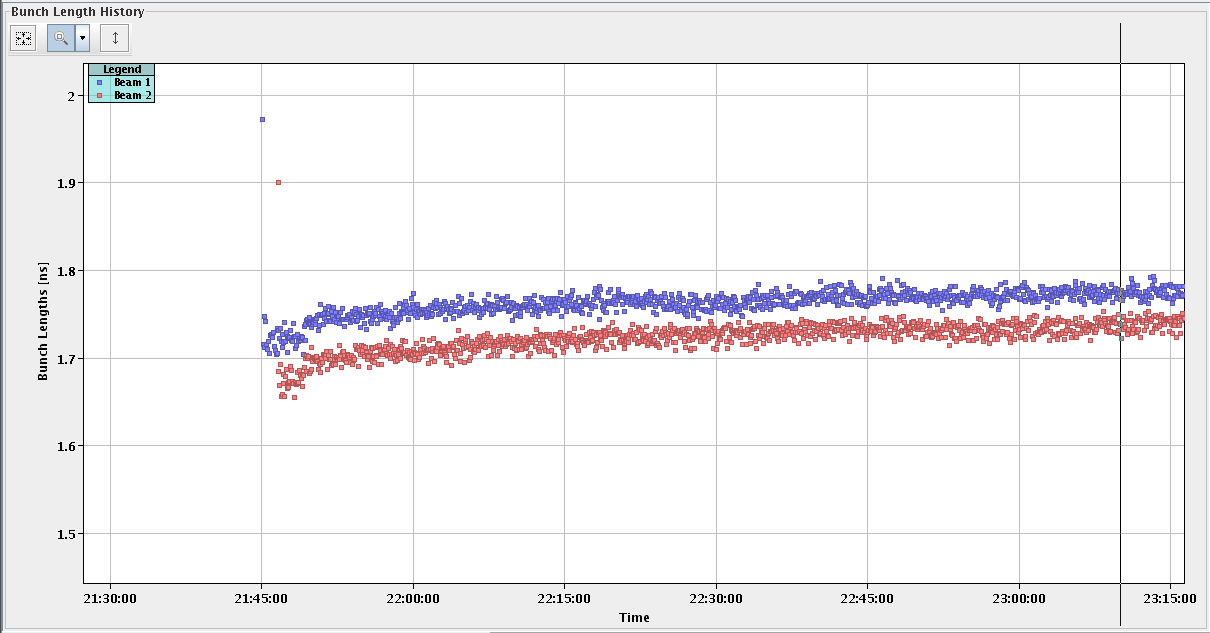 Bunch Length History
Legend
Beam 1
Beam 2
2
1.9
1.8
1.7
1.6
1.5
Bunch Lengths [ns]
21:30:00 21:45:00 22:00:00 22:15:00 22:30:00 22:45:00 23:00:00 23:15:00
Time